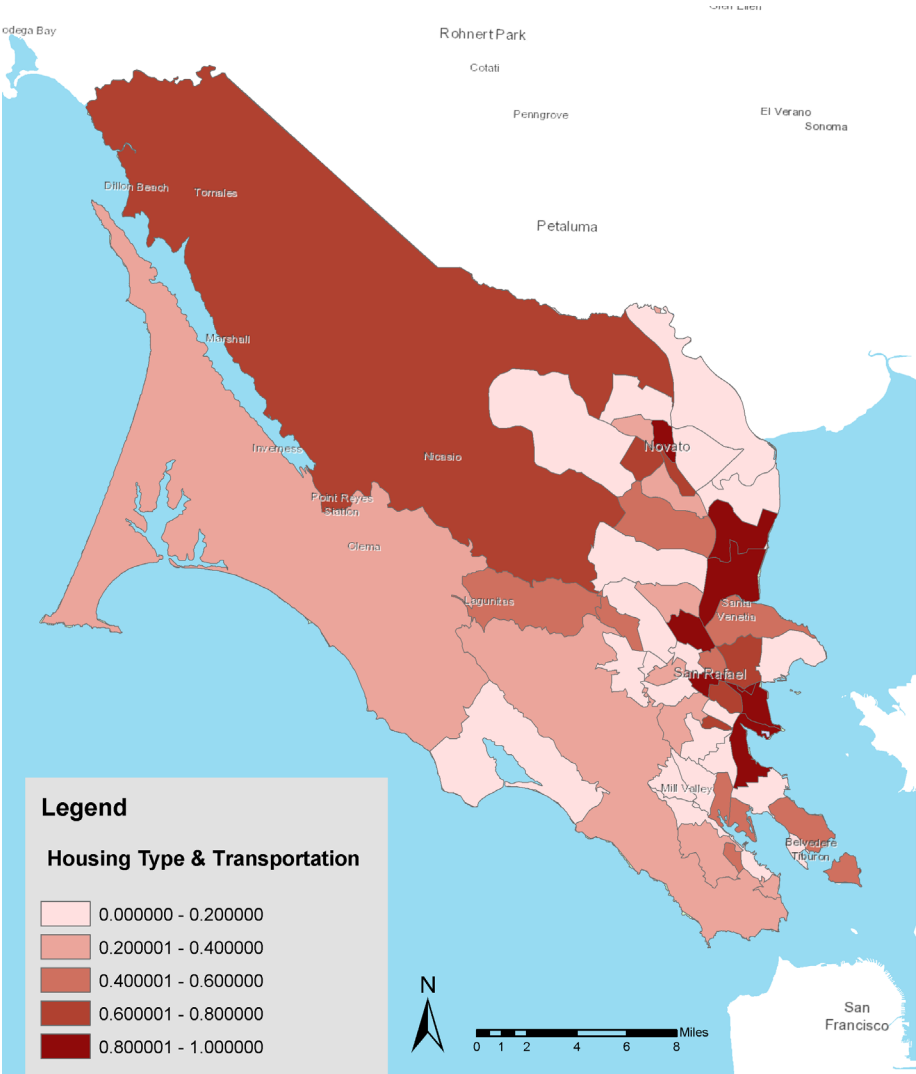 odega Bay
Rohnert Park
Cotati
Penngrove
El Verano
Sonoma
Petaluma
Dillon Beach
Tomales
Marshall
Inverness
Nicasio
Novato
Point Reyes
Station
Olema
Lagunitas
Santa
Venetia
San Rafael
Mill Valley
Belvedere
Tiburon
San
Francisco
Legend
Housing Type & Transportation
0.000000 - 0.200000
0.200001 - 0.400000
0.400001 - 0.600000
0.600001 - 0.800000
0.800001 - 1.000000
N
Miles
0 1 2 4 6 8